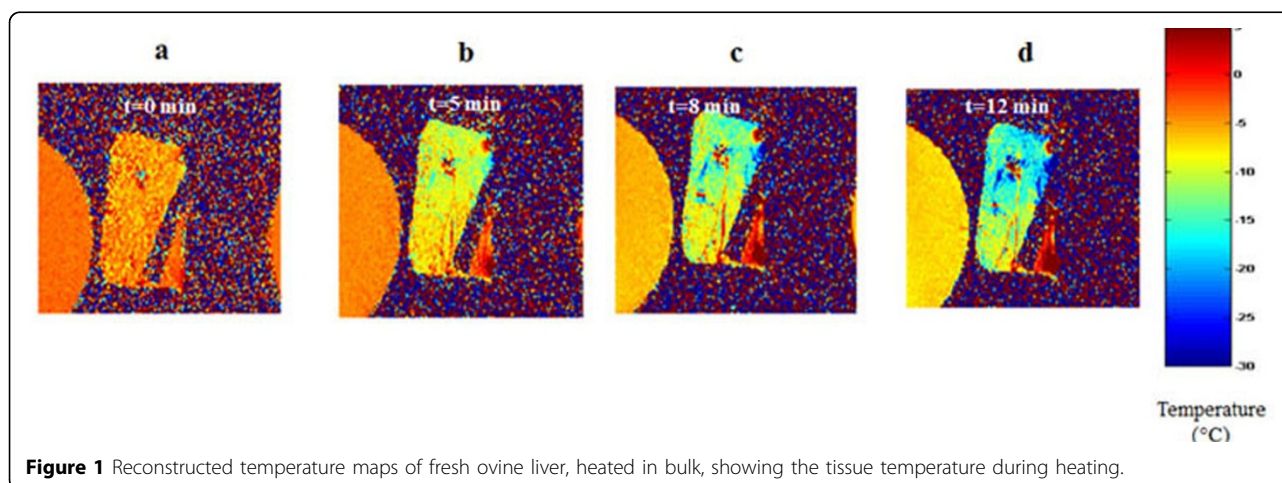 a
b
c
d
t=0 min
t=5 min
t=8 min
t=12 min
0
-5
-10
-15
-20
-25
-30
Temperature
(°C)
Figure 1 Reconstructed temperature maps of fresh ovine liver, heated in bulk, showing the tissue temperature during heating.